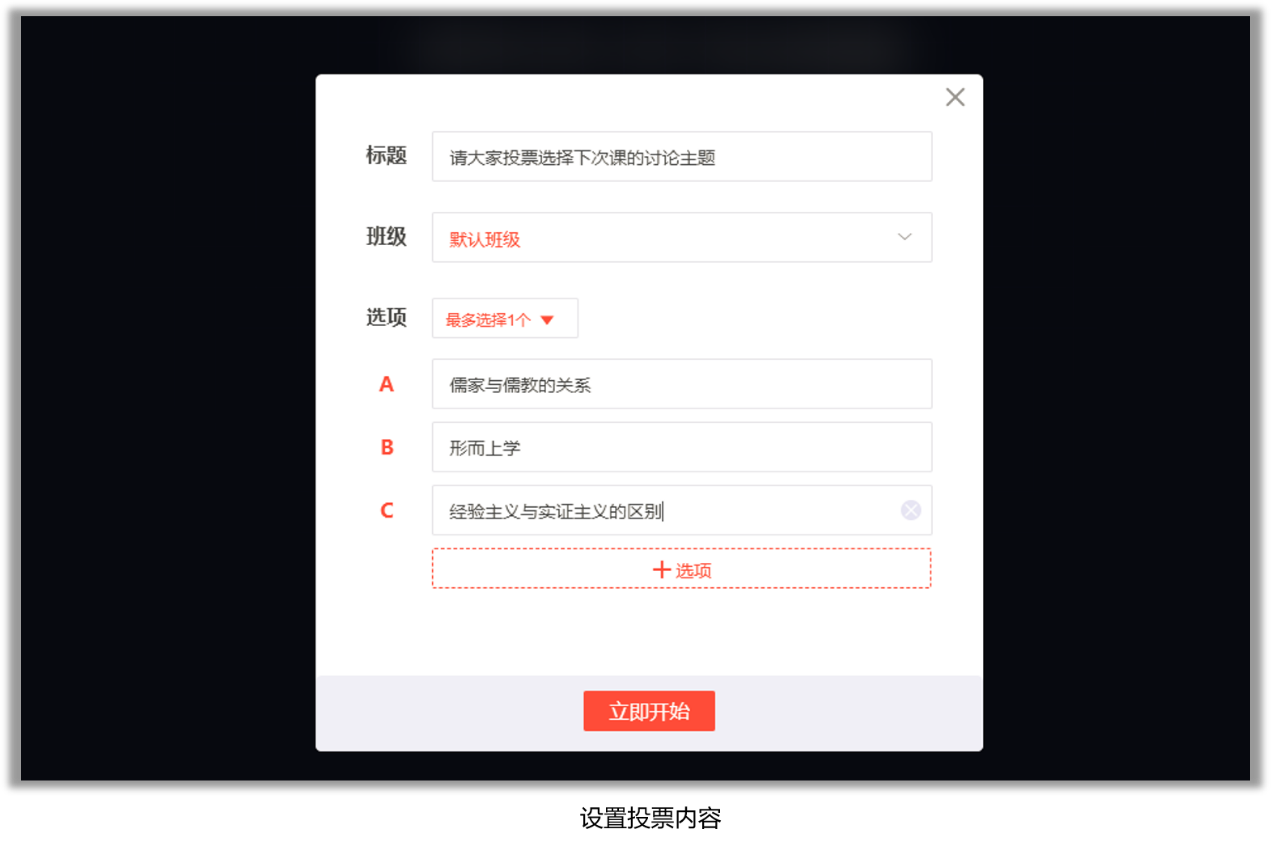 标题
请大家投票选择下次课的讨论主题
班级
默认班级
选项
最多选择1个
A
儒家与儒教的关系
B
形而上学
C
经验主义与实证主义的区别
+选项
立即开始
设置投票内容